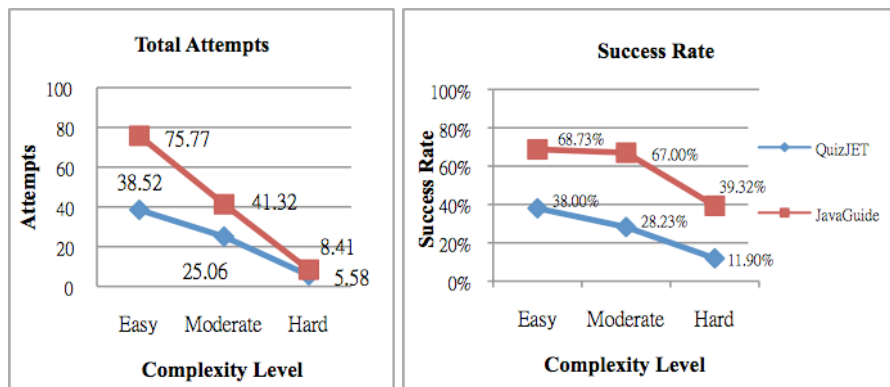 Total Attempts
100
80
60
40
20
0
Attempts
75.77
38.52
41.32
25.06
8.41
5.58
Easy Moderate Hard
Complexity Level
Success Rate
100%
80%
60%
40%
20%
0%
Success Rate
68.73%
67.00%
39.32%
38.00%
28.23%
11.90%
Easy Moderate Hard
Complexity Level
QuizJET
JavaGuide